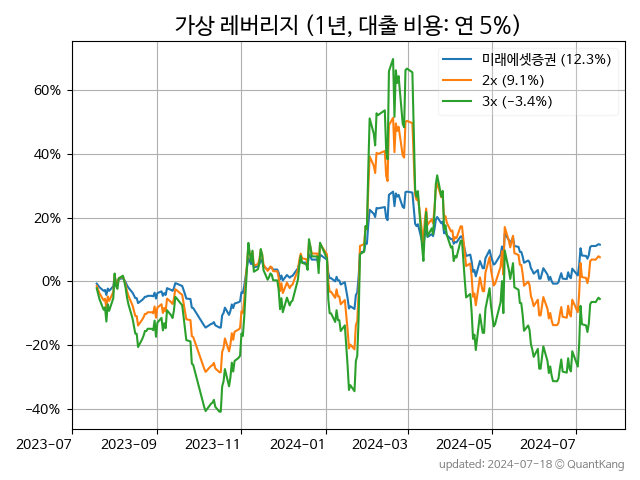 가상 레버리지 (1년, 대출 비용: 연 5%)
미래에셋증권 (12.3%)
2x (9.1%)
3x (−3.4%)
60%
40%
20%
0%
−20%
−40%
2023-07 2023-09 2023-11 2024-01 2024-03 2024-05 2024-07
updated: 2024-07-18 © QuantKang